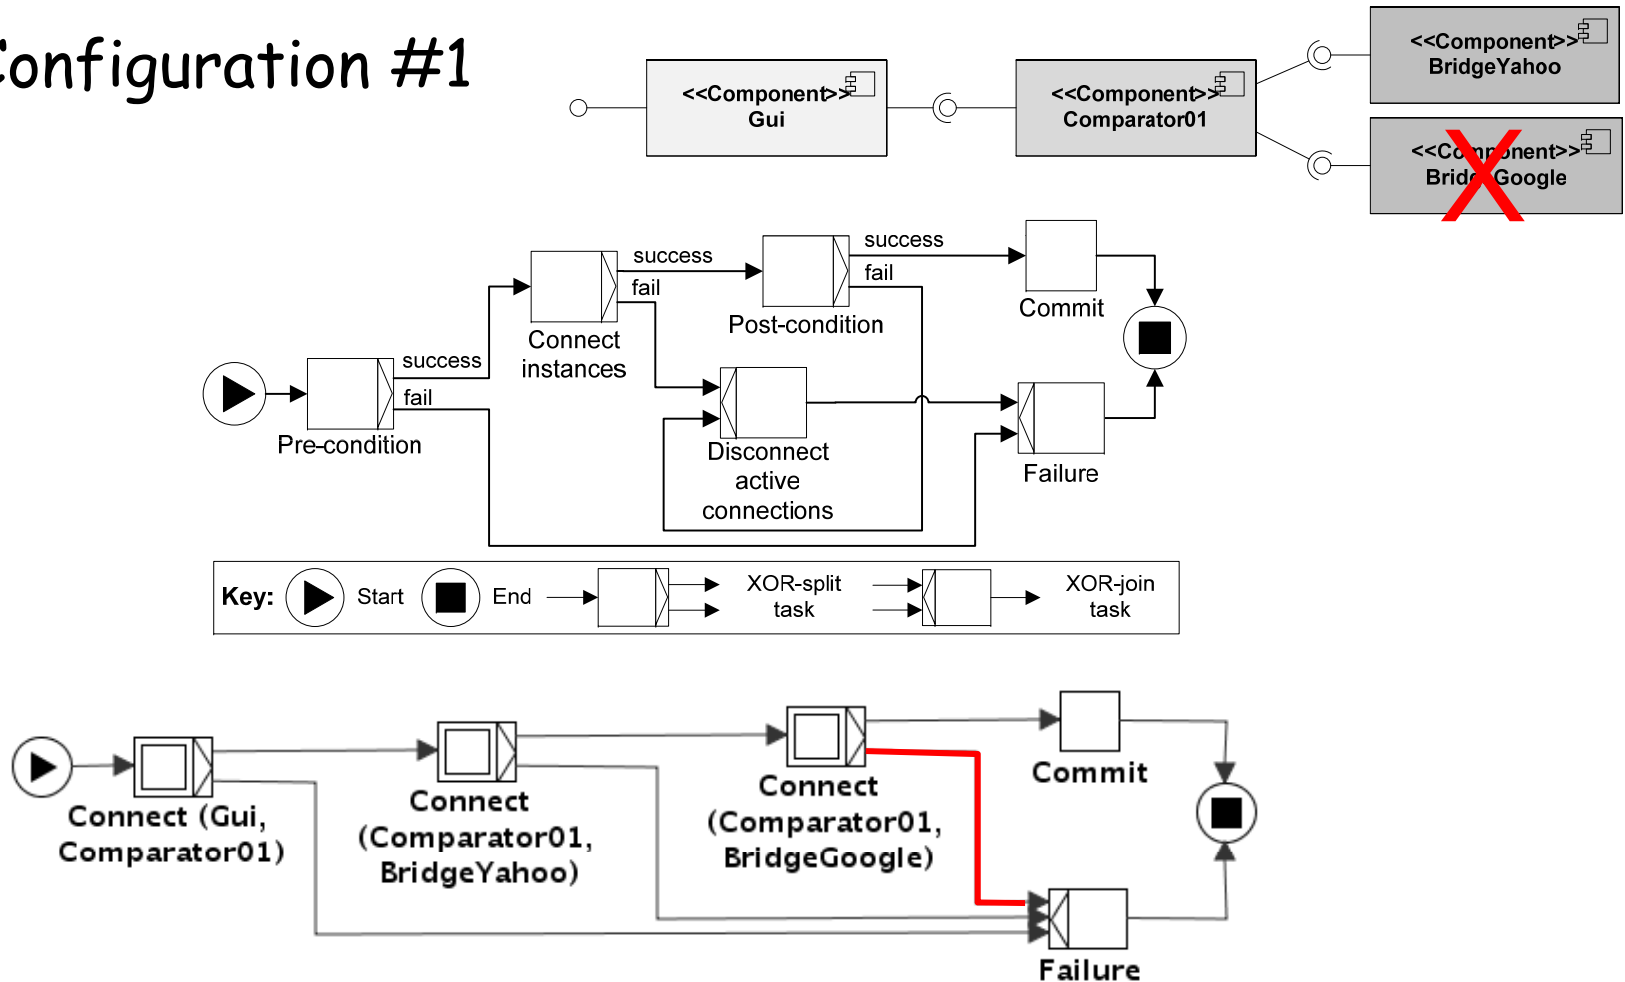 Configuration #1
<<Component>>
Gui
<<Component>>
Comparator01
<<Component>>
BridgeYahoo
<<Component>>
BridgeGoogle
success
fail
Post-condition
success
fail
Commit
Connect
instances
success
fail
Pre-condition
Disconnect
active
connections
Failure
Key:
Start
End
XOR-split
task
XOR-join
task
Connect (Gui,
Comparator01)
Connect
(Comparator01,
BridgeYahoo)
Connect
(Comparator01,
BridgeGoogle)
Commit
Failure